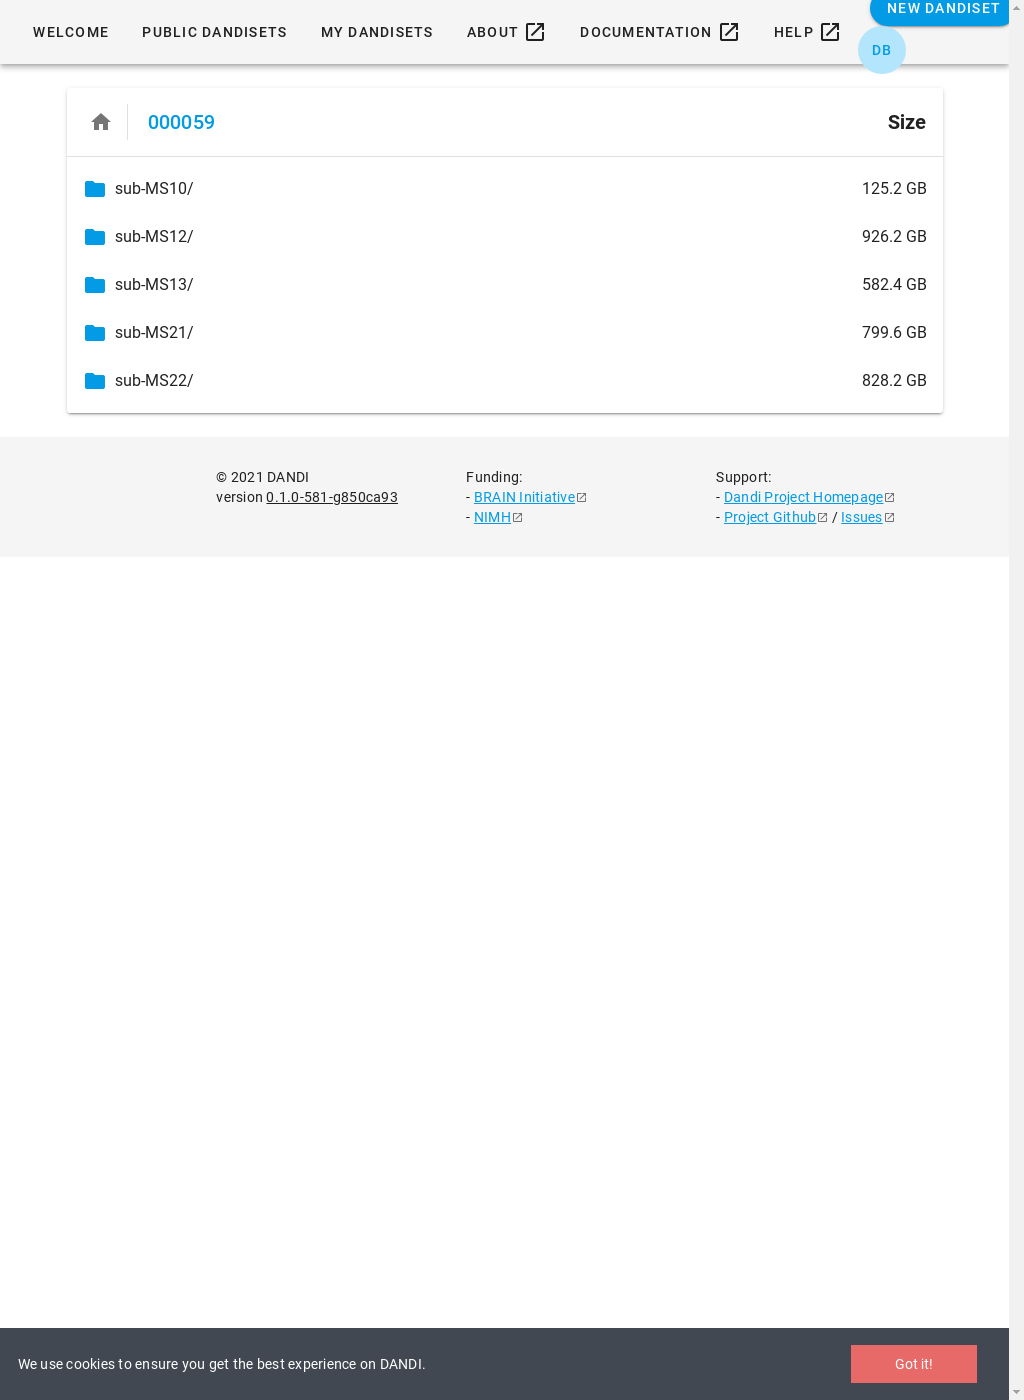 NEW DANDISET
WELCOME PUBLIC DANDISETS MY DANDISETS ABOUT DOCUMENTATION HELP
DB
000059 Size
sub-MS10/ 125.2 GB
sub-MS12/ 926.2 GB
sub-MS13/ 582.4 GB
sub-MS21/ 799.6 GB
sub-MS22/ 828.2 GB
© 2021 DANDI
version 0.1.0-581-g850ca93
Funding:
- BRAIN Initiative
- NIMH
Support:
- Dandi Project Homepage
- Project Github / Issues
We use cookies to ensure you get the best experience on DANDI. Got it!